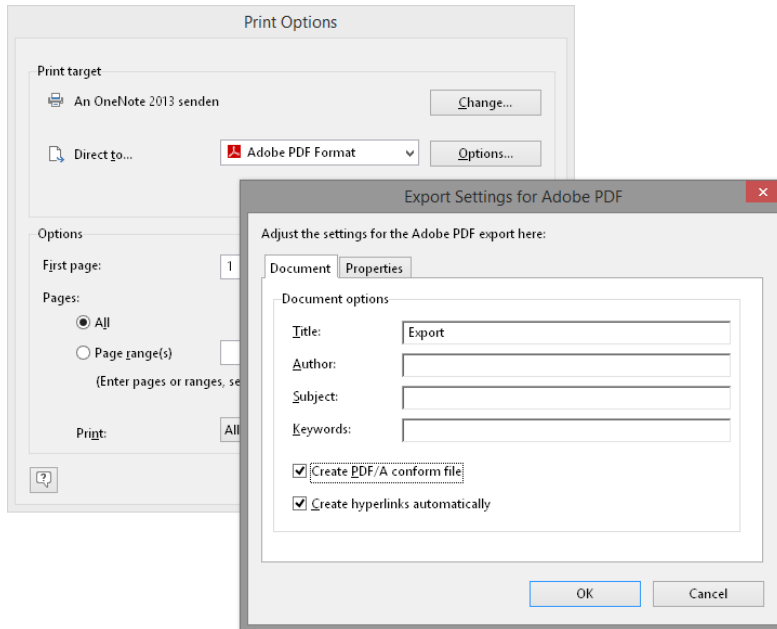 Print Options
Print target
An OneNote 2013 senden
Change...
Direct to...
Adobe PDF Format
Options...
Options
First page:
1
Pages:
All
Page range(s)
(Enter pages or ranges, se
Print:
All
Export Settings for Adobe PDF
Adjust the settings for the Adobe PDF export here:
Document
Properties
Document options
Title:
Export
Author:
Subject:
Keywords:
Create PDF/A conform file
Create hyperlinks automatically
OK
Cancel